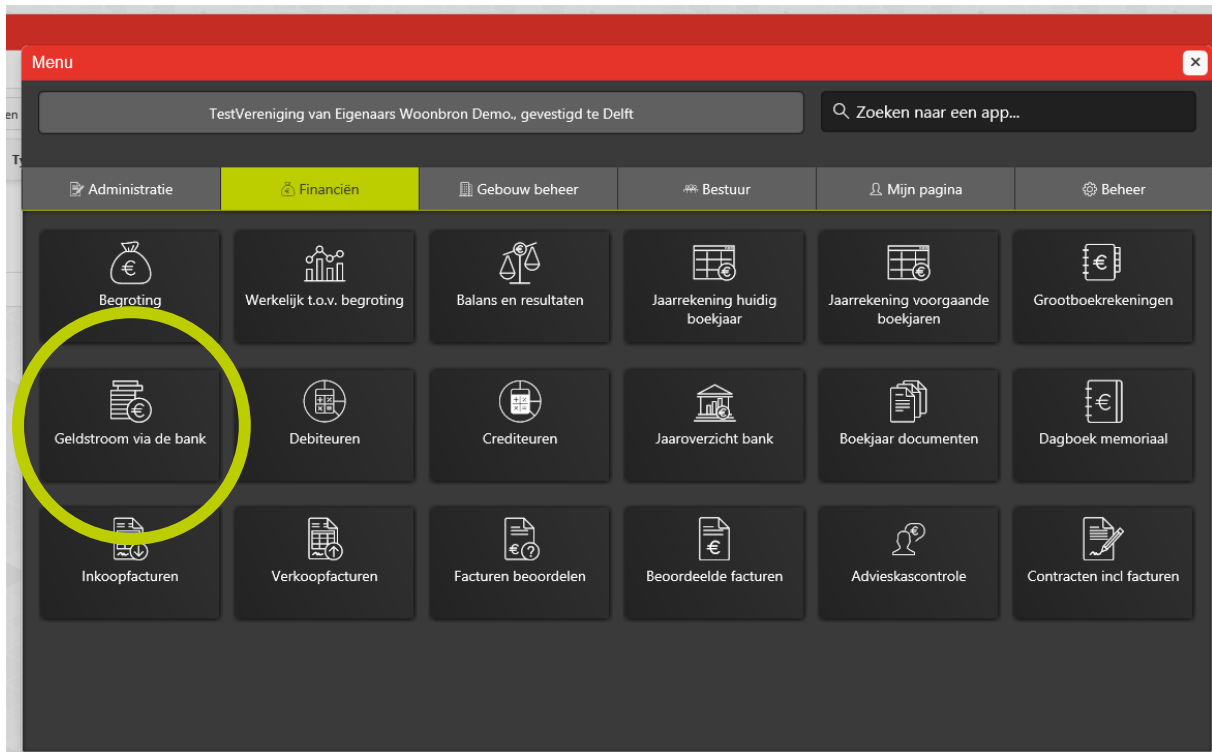 Menu
TestVereniging van Eigenaars Woonbron Demo., gevestigd te Delft
Zoeken naar een app...
en
Administratie
Financiën
Gebouw beheer
Bestuur
Mijn pagina
Beheer
Begroting
Werkelijk t.o.v. begroting
Balans en resultaten
Jaarrekening huidig
boekjaar
Jaarrekening voorgaande
boekjaren
Grootboekrekeningen
Geldstroom via de bank
Debiteuren
Crediteuren
Jaaroverzicht bank
Boekjaar documenten
Dagboek memoriaal
Inkoopfacturen
Verkoopfacturen
Facturen beoordelen
Beoordeelde facturen
Advieskascontrole
Contracten incl facturen